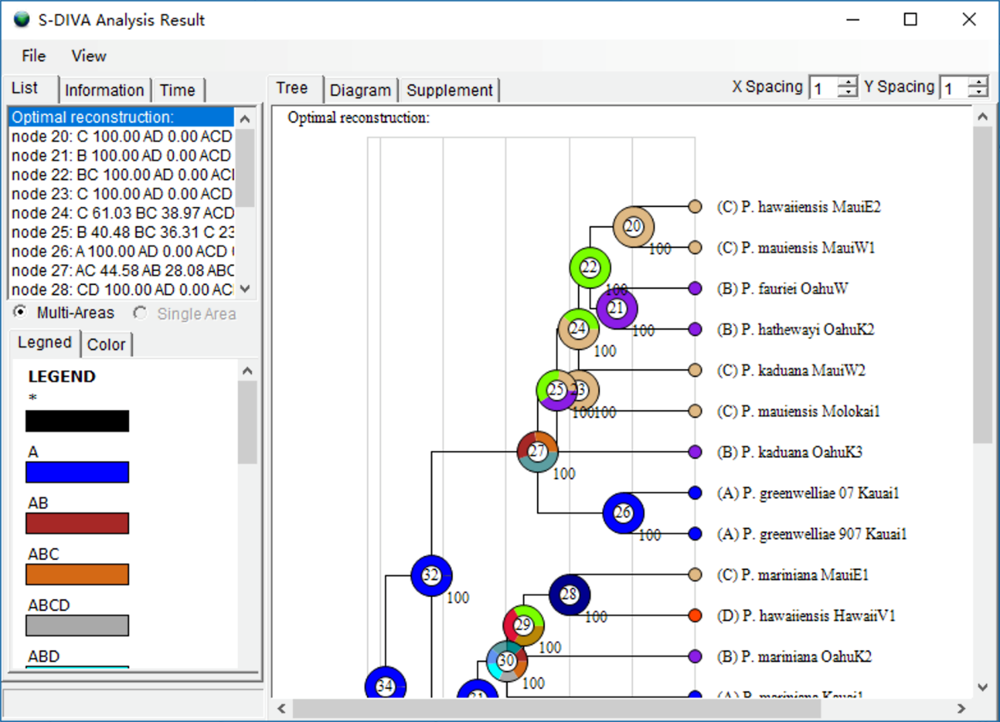 S-DIVA Analysis Result
File View
List Information Time
Optimal reconstruction:
node 20: C 100.00 AD 0.00 ACD
node 21: B 100.00 AD 0.00 ACD
node 22: BC 100.00 AD 0.00
node 23: C 100.00 AD 0.00 ACD
node 24: C 61.03 BC 38.97 ACD
node 25: B 40.48 BC 36.31 C 23
node 26: A 100.00 AD 0.00 ACD
node 27: AC 44.58 AB 28.08 ABC
node 28: CD 100.00 AD 0.00
Multi-Areas Single Area
Legned Color
LEGEND
*
A
AB
ABC
ABCD
ABD
Tree Diagram Supplement
X Spacing 1 Y Spacing 1
Optimal reconstruction:
(C) P. hawaiiensis MauiE2
20
100
(C) P. mauiensis MauiW1
22
100
(B) P. fauriei OahuW
21
100
(B) P. hathewayi OahuK2
24
100
(C) P. kaduana MauiW2
25
23
100
100
(C) P. mauiensis Molokai1
27
100
(B) P. kaduana OahuK3
(A) P. greenwelliae 07 Kauai1
26
100
(A) P. greenwelliae 907 Kauai1
32
100
(C) P. mariniana MauiE1
28
100
(D) P. hawaiiensis HawaiiV1
29
100
(B) P. mariniana OahuK2
30
100
34
31
(A) P. mariniana Kauai1